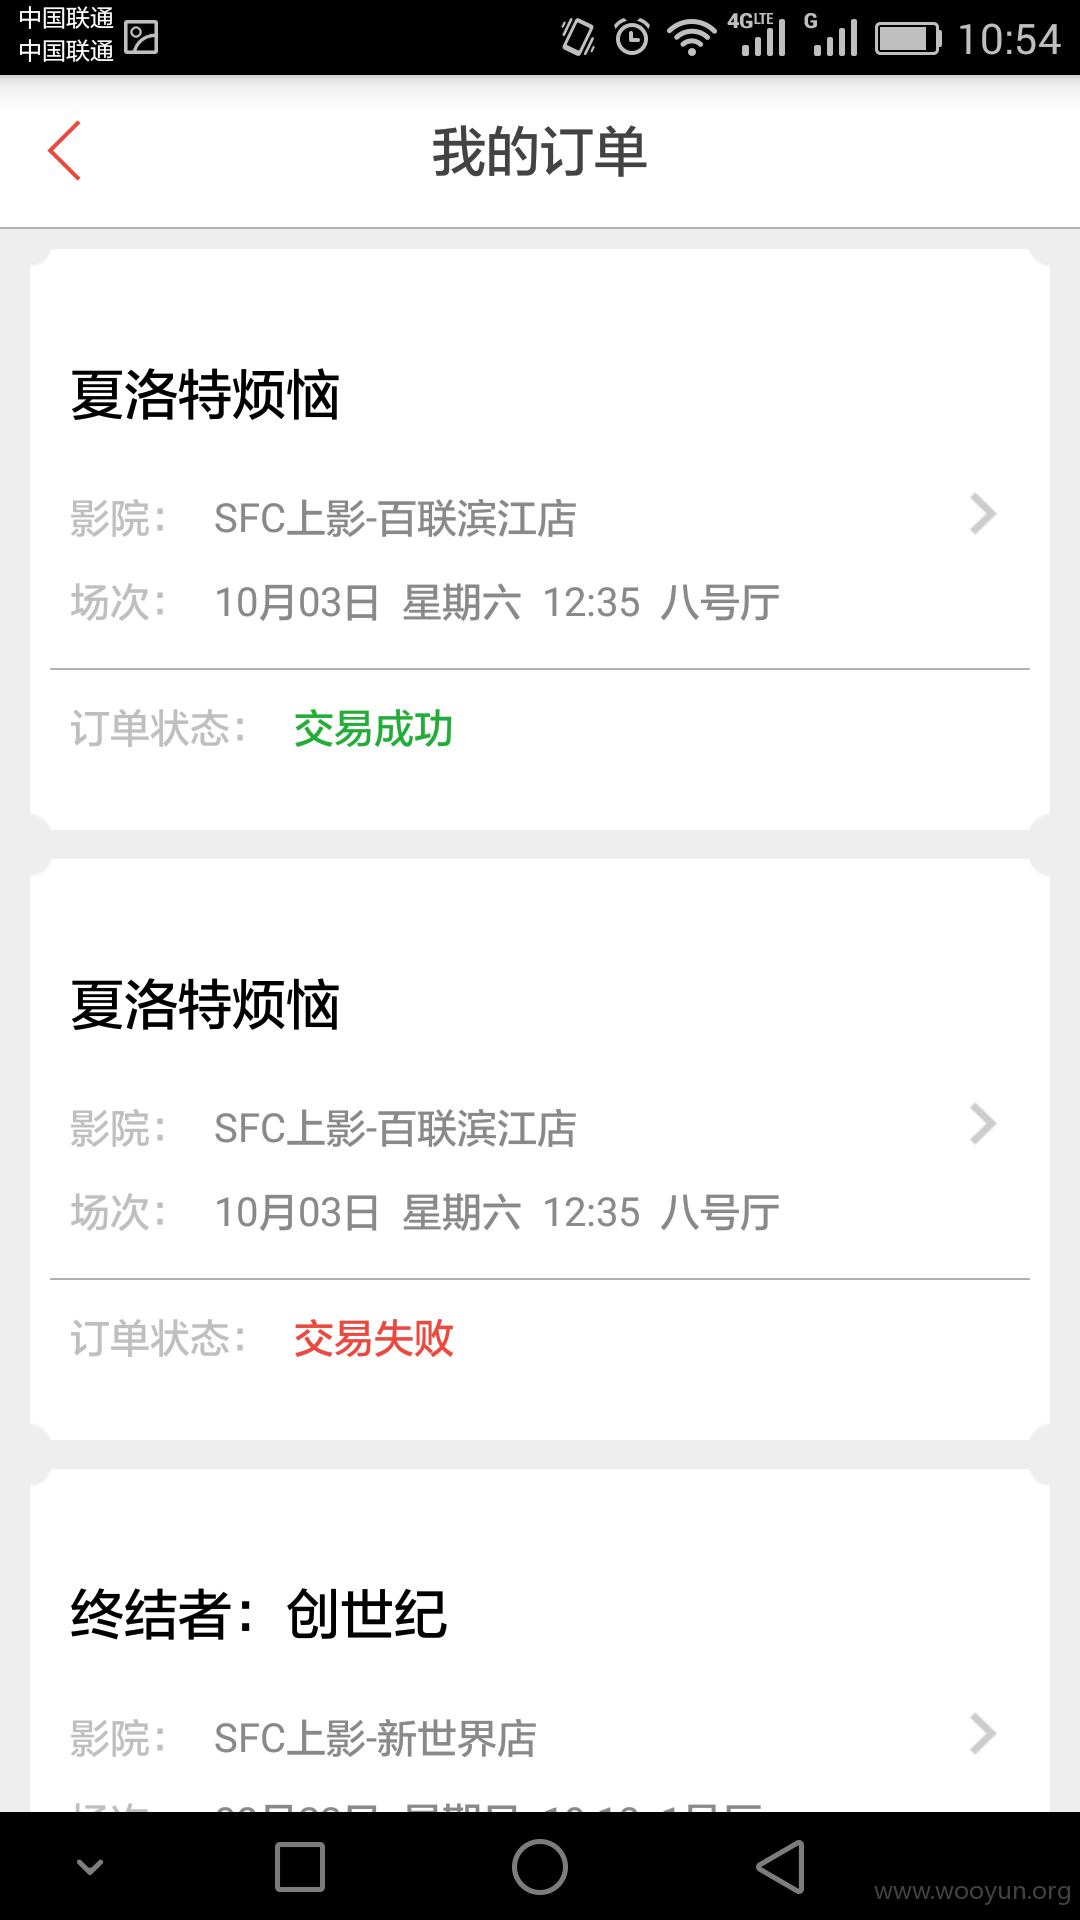 中国联通
中国联通
4G LTE
G
10:54
我的订单
夏洛特烦恼
影院： SFC上影-百联滨江店
场次： 10月03日 星期六 12:35 八号厅
订单状态： 交易成功
夏洛特烦恼
影院： SFC上影-百联滨江店
场次： 10月03日 星期六 12:35 八号厅
订单状态： 交易失败
终结者：创世纪
影院： SFC上影-新世界店
www.wooyun.org